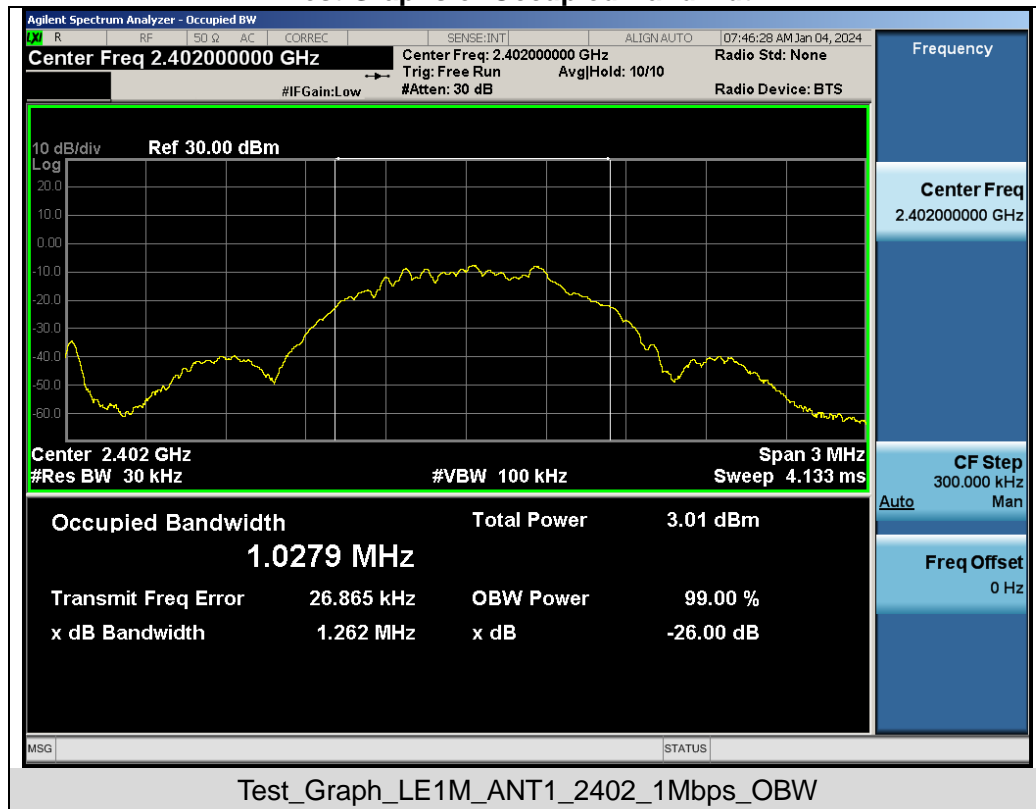 Agilent Spectrum Analyzer - Occupied BW
LXI R RF 50 Ω AC CORREC SENSE:INT ALIGN AUTO 07:46:28 AM Jan 04, 2024
Center Freq 2.402000000 GHz Center Freq: 2.402000000 GHz Radio Std: None
Trig: Free Run Avg|Hold: 10/10
#IFGain:Low #Atten: 30 dB Radio Device: BTS
10 dB/div Ref 30.00 dBm
Log
20.0
10.0
0.00
-10.0
-20.0
-30.0
-40.0
-50.0
-60.0
Center 2.402 GHz Span 3 MHz
#Res BW 30 kHz #VBW 100 kHz Sweep 4.133 ms
Occupied Bandwidth Total Power 3.01 dBm
1.0279 MHz
Transmit Freq Error 26.865 kHz OBW Power 99.00 %
x dB Bandwidth 1.262 MHz x dB -26.00 dB
MSG STATUS
Frequency
Center Freq
2.402000000 GHz
CF Step
300.000 kHz
Auto Man
Freq Offset
0 Hz
Test_Graph_LE1M_ANT1_2402_1Mbps_OBW